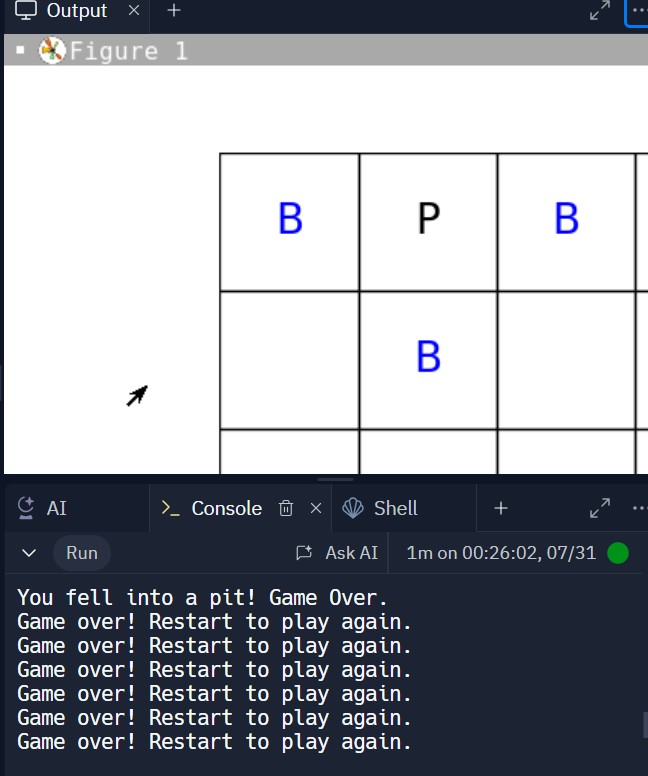 Output × +
Figure 1
B P B
B
AI
Console ×
Shell
+
Run
Ask AI
1m on 00:26:02, 07/31
You fell into a pit! Game Over.
Game over! Restart to play again.
Game over! Restart to play again.
Game over! Restart to play again.
Game over! Restart to play again.
Game over! Restart to play again.
Game over! Restart to play again.